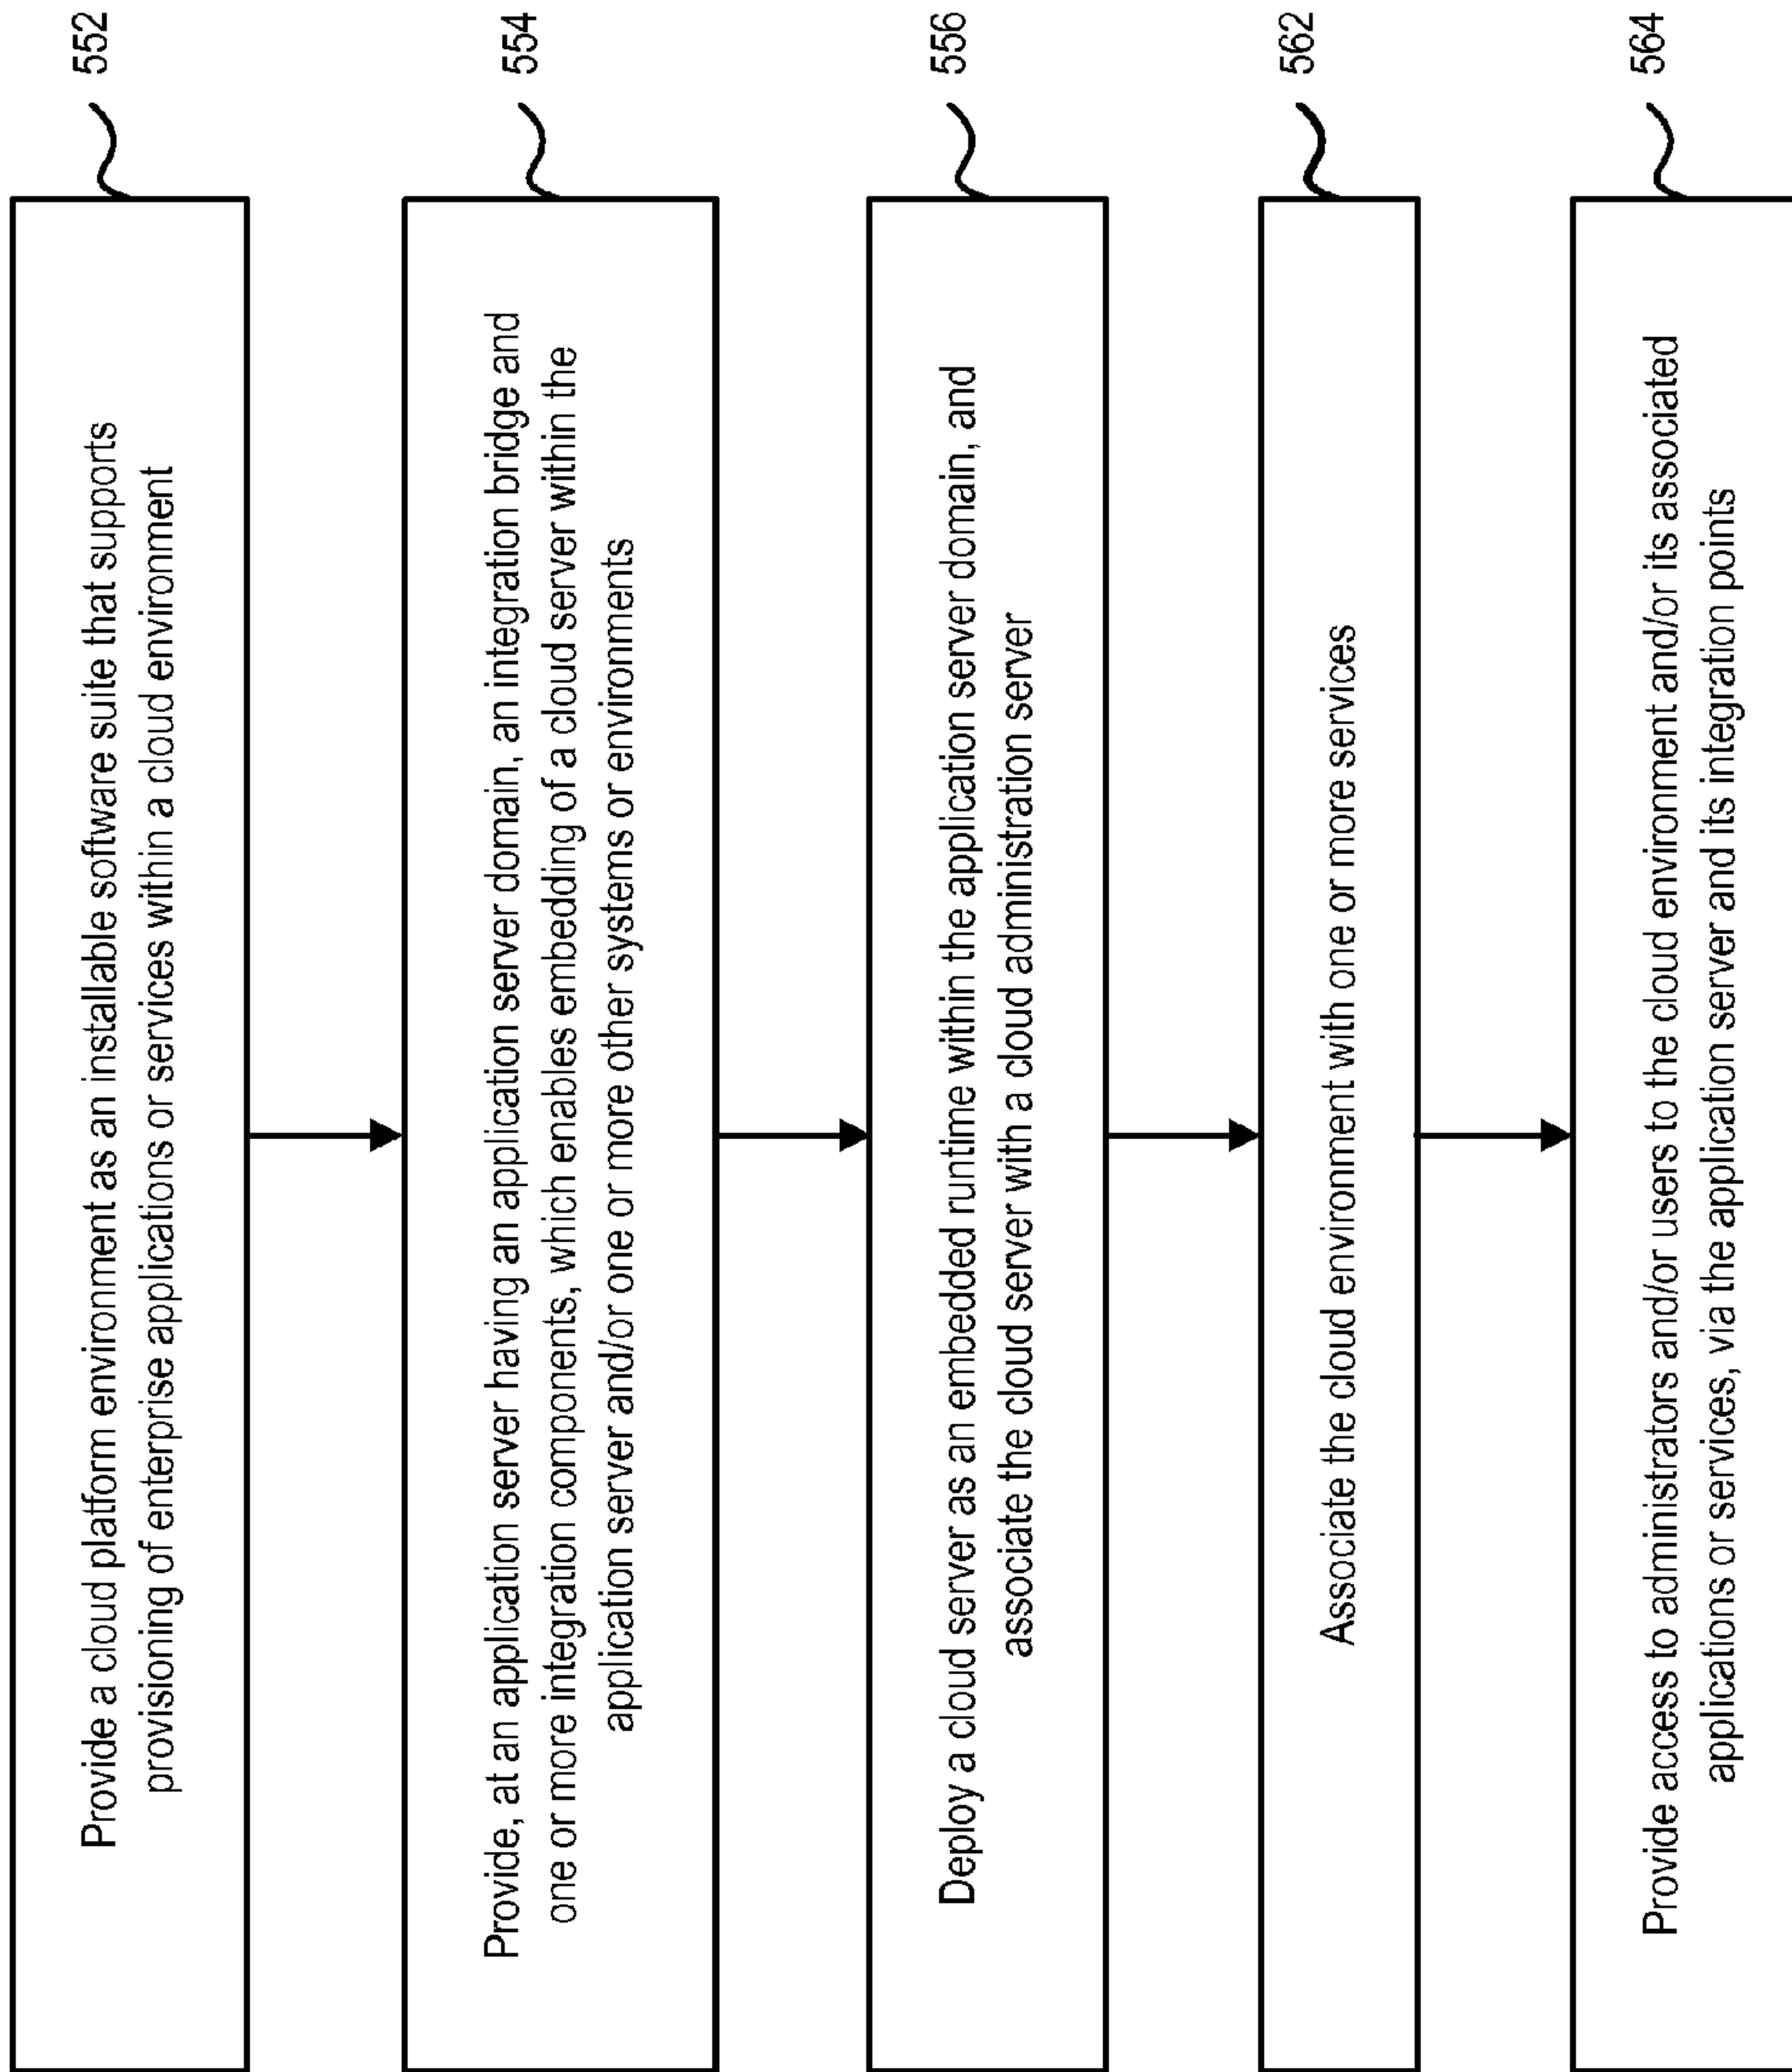 Provide a cloud platform environment as an installable software suite that supports
provisioning of enterprise applications or services within a cloud environment
552
Provide, at an application server having an application server domain, an integration bridge and
one or more integration components, which enables embedding of a cloud server within the
application server and/or one or more other systems or environments
554
Deploy a cloud server as an embedded runtime within the application server domain, and
associate the cloud server with a cloud administration server
556
Associate the cloud environment with one or more services
562
Provide access to administrators and/or users to the cloud environment and/or its associated
applications or services, via the application server and its integration points
564